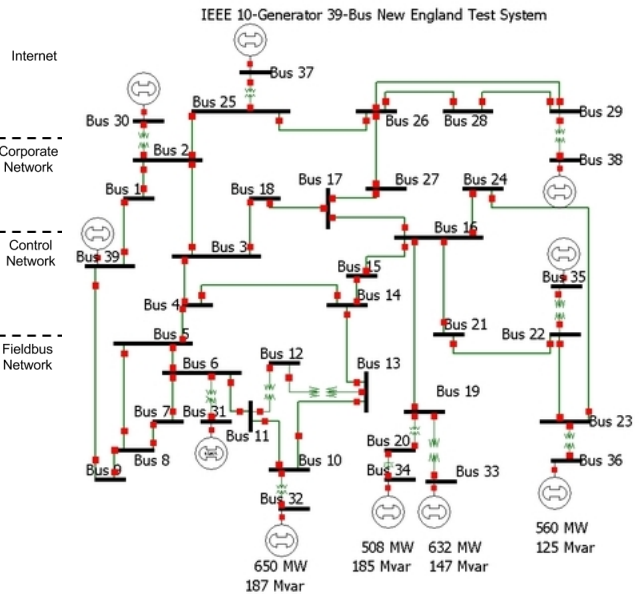 IEEE 10-Generator 39-Bus New England Test System
Internet
Bus 37
Bus 25
Bus 30
Bus 26
Bus 28
Bus 29
Corporate
Network
Bus 2
Bus 38
Bus 1
Bus 18
Bus 17
Bus 27
Bus 24
Control
Network
Bus 39
Bus 3
Bus 16
Bus 15
Bus 35
Bus 4
Bus 14
Fieldbus
Network
Bus 5
Bus 21
Bus 22
Bus 6
Bus 12
Bus 13
Bus 7
Bus 31
Bus 11
Bus 19
Bus 23
Bus 8
Bus 9
Bus 10
Bus 20
Bus 34
Bus 33
Bus 36
Bus 32
560 MW
125 Mvar
650 MW
187 Mvar
508 MW
185 Mvar
632 MW
147 Mvar